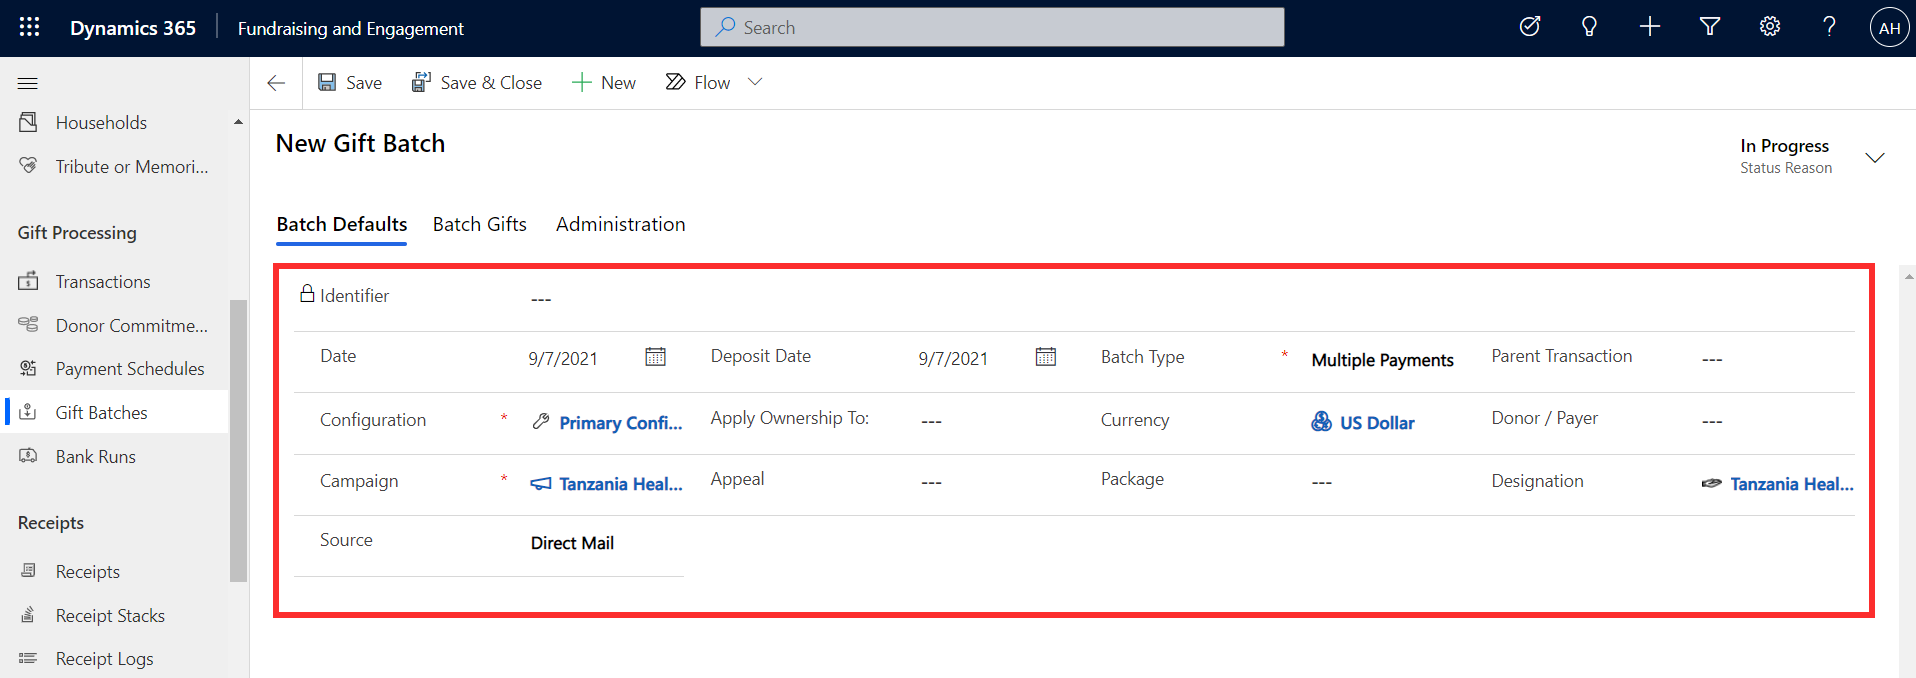 Dynamics 365 Fundraising and Engagement Search ? AH
Save Save & Close New Flow
Households
Tribute or Memori...
Gift Processing
Transactions
Donor Commitme...
Payment Schedules
Gift Batches
Bank Runs
Receipts
Receipts
Receipt Stacks
Receipt Logs
New Gift Batch
In Progress
Status Reason
Batch Defaults Batch Gifts Administration
Identifier ---
Date 9/7/2021 Deposit Date 9/7/2021 Batch Type * Multiple Payments Parent Transaction ---
Configuration * Primary Confi... Apply Ownership To: --- Currency US Dollar Donor / Payer ---
Campaign * Tanzania Heal... Appeal --- Package --- Designation Tanzania Heal...
Source Direct Mail